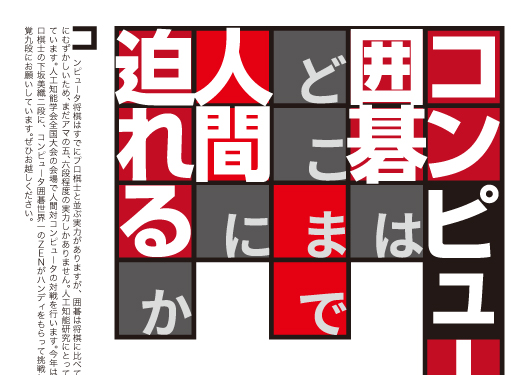 コンピュー
囲碁は
どこまで
人間に
迫れるか
コンピュータ将棋はすでにプロ棋士と並ぶ実力がありますが、囲碁は将棋に比べて
にむずかしいため、まだアマの五、六段程度の実力しかありません。人工知能研究にとって
ています。人工知能学会全国大会の会場で人間対コンピュータの対戦を行います。今年は
口棋士の下坂美織二段に、コンピュータ囲碁世界一のZENがハンディをもらって挑戦
覚九段にお願いしています。ぜひお越しください。